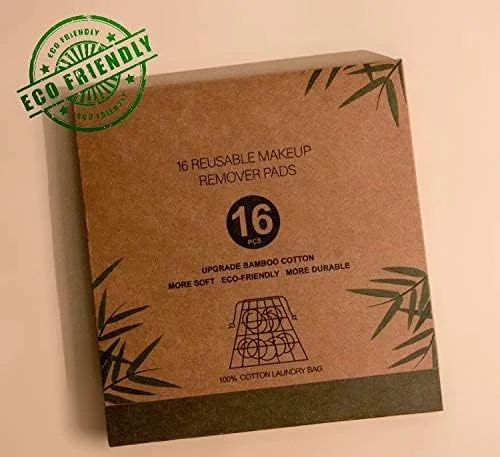 ECO FRIENDLY
ECO FRIENDLY
ECO FRIENDLY
16 REUSABLE MAKEUP
REMOVER PADS
16
PCS
UPGRADE BAMBOO COTTON
MORE SOFT ECO-FRIENDLY MORE DURABLE
100% COTTON LAUNDRY BAG